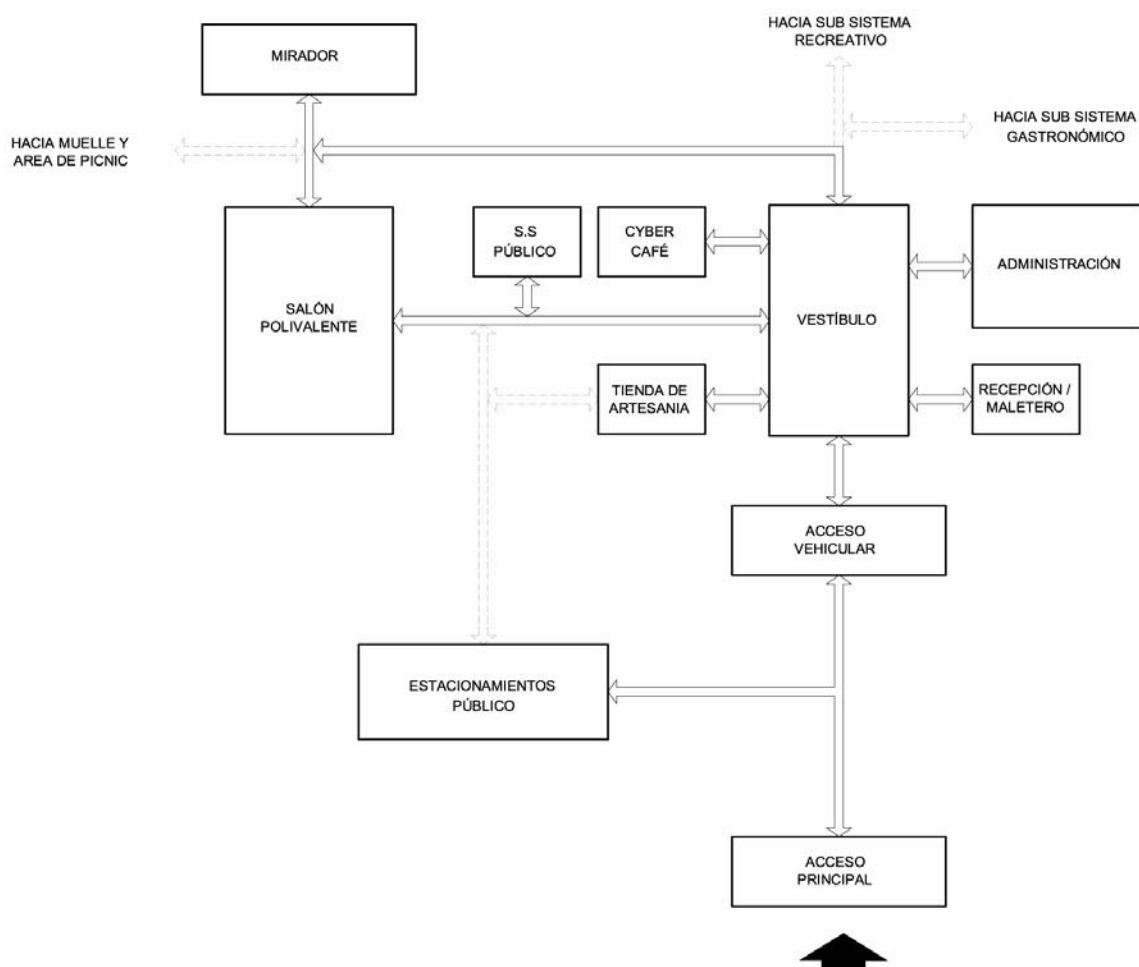 HACIA SUB SISTEMA
RECREATIVO
MIRADOR
HACIA SUB SISTEMA
GASTRONÓMICO
HACIA MUELLE Y
AREA DE PICNIC
S.S
PÚBLICO
CYBER
CAFÉ
ADMINISTRACIÓN
SALÓN
POLIVALENTE
VESTÍBULO
TIENDA DE
ARTESANIA
RECEPCIÓN /
MALETERO
ACCESO
VEHICULAR
ESTACIONAMIENTOS
PÚBLICO
ACCESO
PRINCIPAL